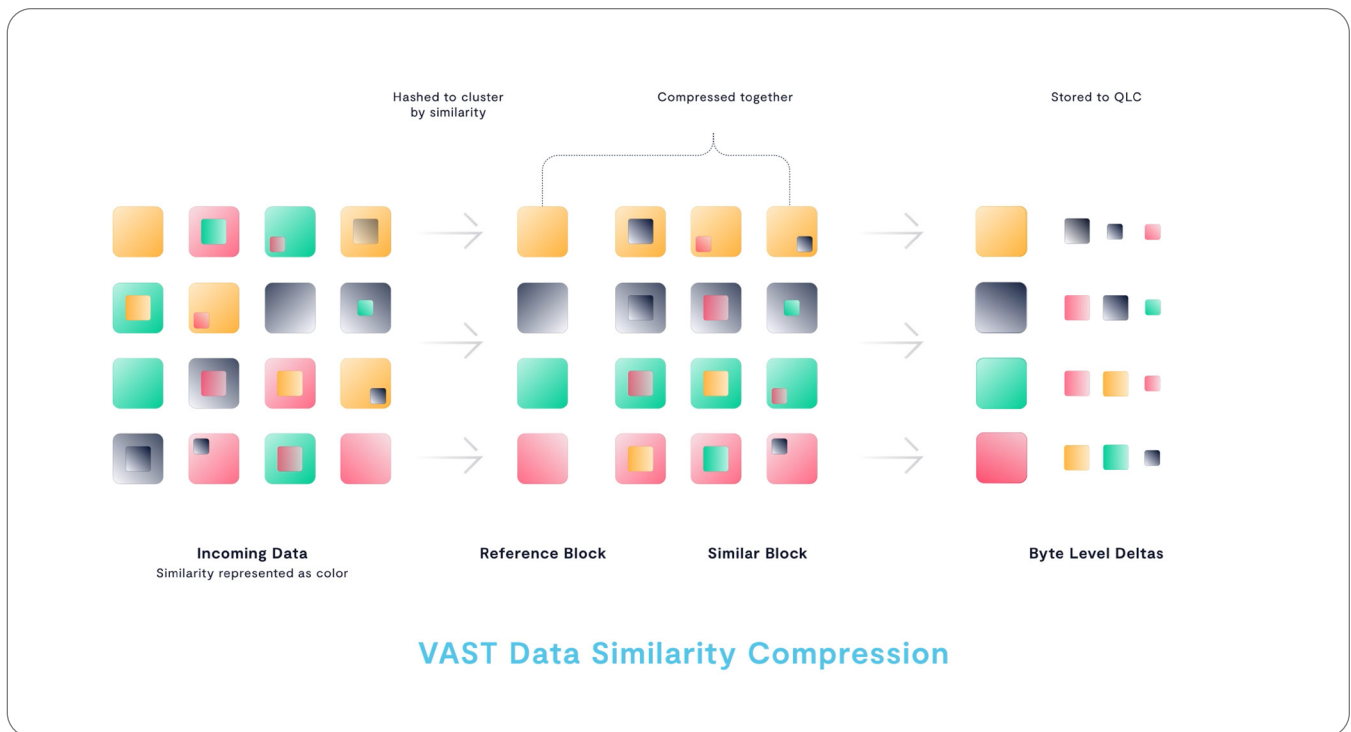 Hashed to cluster
by similarity
Compressed together
Stored to QLC
Incoming Data
Similarity represented as color
Reference Block
Similar Block
Byte Level Deltas
VAST Data Similarity Compression